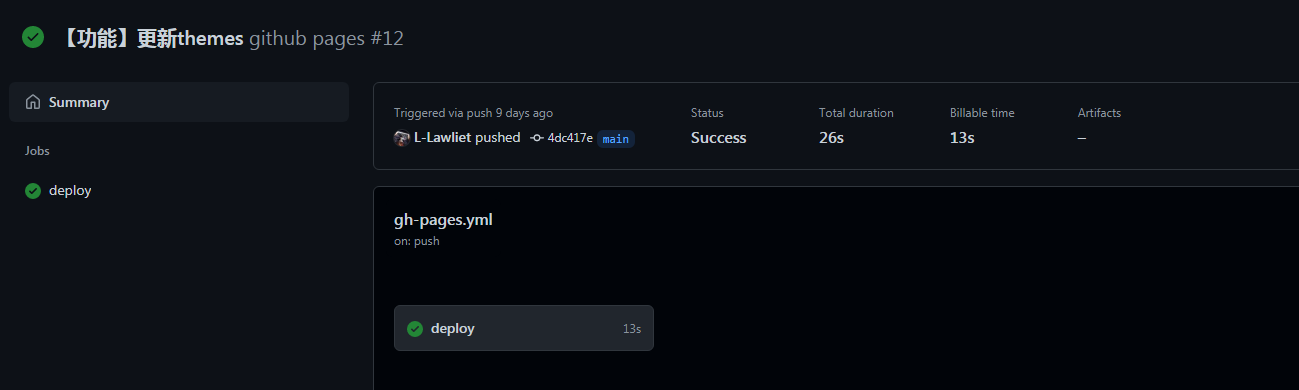 【功能】更新themes github pages #12
Summary
Jobs
deploy
Triggered via push 9 days ago
L-Lawliet pushed 4dc417e main
Status
Success
Total duration
26s
Billable time
13s
Artifacts
–
gh-pages.yml
on: push
deploy 13s